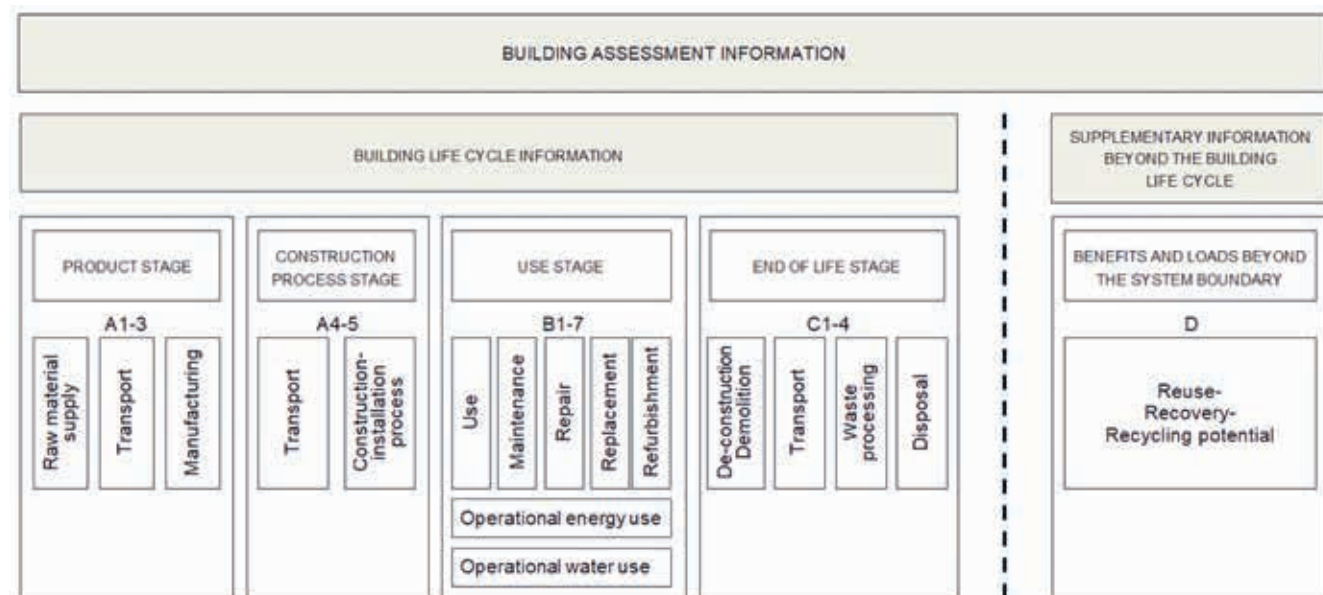 BUILDING ASSESSMENT INFORMATION
BUILDING LIFE CYCLE INFORMATION
SUPPLEMENTARY INFORMATION
BEYOND THE BUILDING
LIFE CYCLE
PRODUCT STAGE
CONSTRUCTION
PROCESS STAGE
USE STAGE
END OF LIFE STAGE
BENEFITS AND LOADS BEYOND
THE SYSTEM BOUNDARY
A1-3
A4-5
B1-7
C1-4
D
Raw material
supply
Transport
Manufacturing
Transport
Construction-
installation
process
Use
Maintenance
Repair
Replacement
Refurbishment
De-construction
Demolition
Transport
Waste
processing
Disposal
Reuse-
Recovery-
Recycling potential
Operational energy use
Operational water use